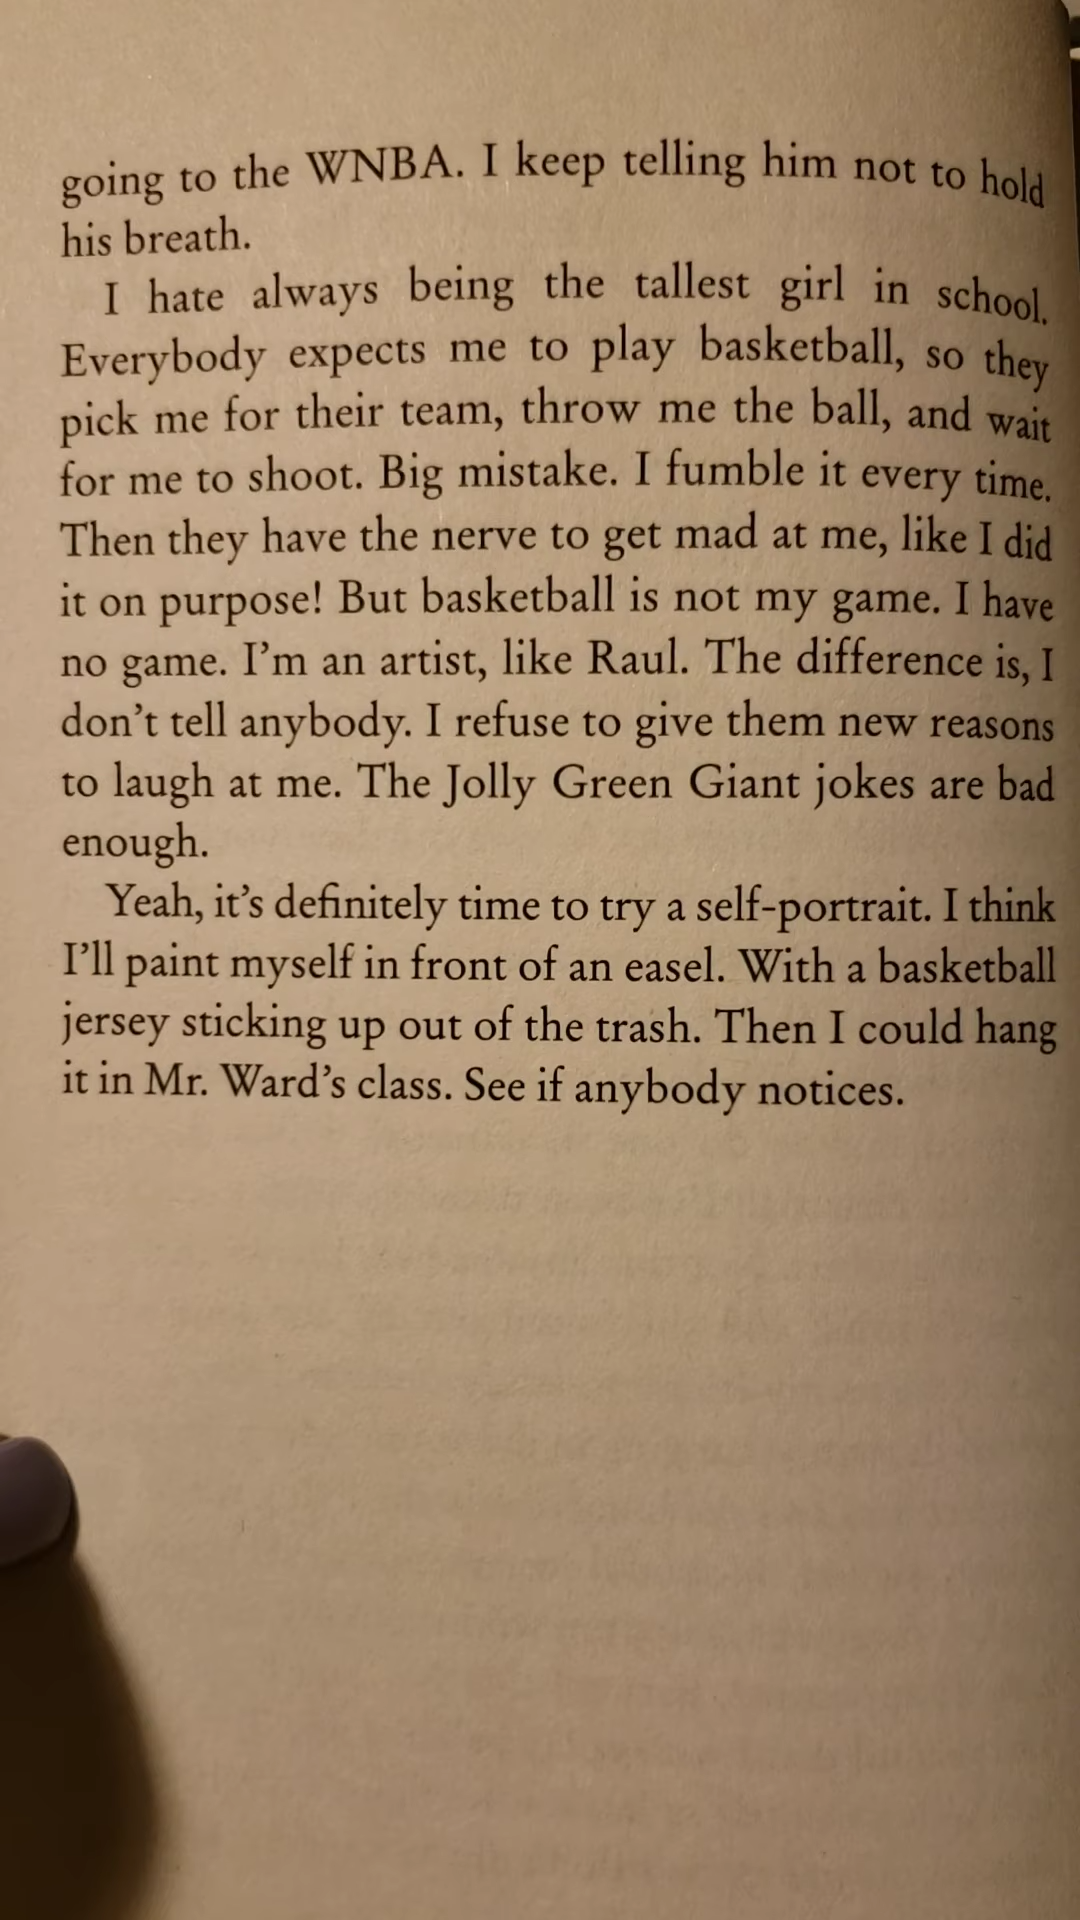 going to the WNBA. I keep telling him not to hold
his breath.
I hate always being the tallest girl in school.
Everybody expects me to play basketball, so they
pick me for their team, throw me the ball, and wait
for me to shoot. Big mistake. I fumble it every time.
Then they have the nerve to get mad at me, like I did
it on purpose! But basketball is not my game. I have
no game. I'm an artist, like Raul. The difference is, I
don't tell anybody. I refuse to give them new reasons
to laugh at me. The Jolly Green Giant jokes are bad
enough.
Yeah, it's definitely time to try a self-portrait. I think
I'll paint myself in front of an easel. With a basketball
jersey sticking up out of the trash. Then I could hang
it in Mr. Ward's class. See if anybody notices.